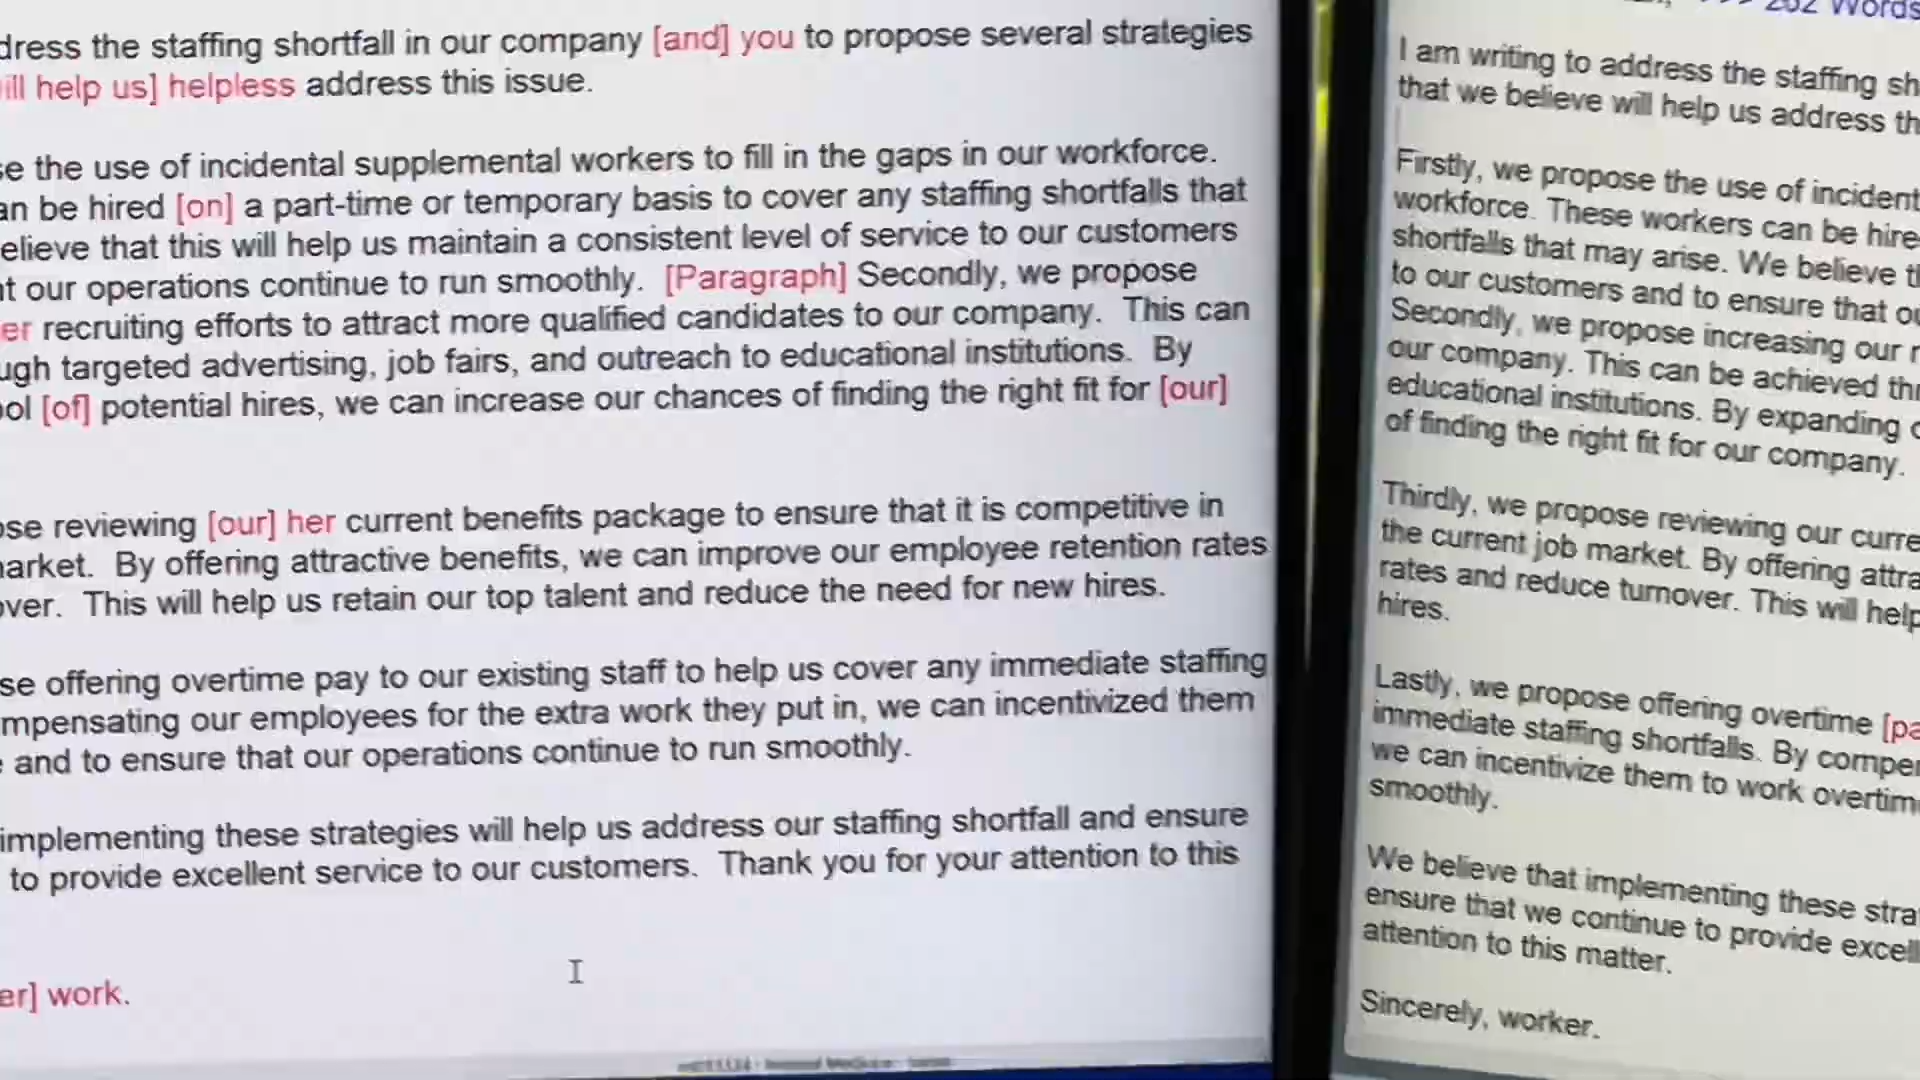 dress the staffing shortfall in our company [and] you to propose several strategies
ill help us] helpless address this issue.
se the use of incidental supplemental workers to fill in the gaps in our workforce.
an be hired [on] a part-time or temporary basis to cover any staffing shortfalls that
elieve that this will help us maintain a consistent level of service to our customers
at our operations continue to run smoothly. [Paragraph] Secondly, we propose
er recruiting efforts to attract more qualified candidates to our company. This can
ugh targeted advertising, job fairs, and outreach to educational institutions. By
ool [of] potential hires, we can increase our chances of finding the right fit for [our]
ose reviewing [our] her current benefits package to ensure that it is competitive in
arket. By offering attractive benefits, we can improve our employee retention rates
over. This will help us retain our top talent and reduce the need for new hires.
se offering overtime pay to our existing staff to help us cover any immediate staffing
mpensating our employees for the extra work they put in, we can incentivized them
and to ensure that our operations continue to run smoothly.
implementing these strategies will help us address our staffing shortfall and ensure
to provide excellent service to our customers. Thank you for your attention to this
er] work.
202 Words
I am writing to address the staffing sh
that we believe will help us address th
Firstly, we propose the use of incident
workforce. These workers can be hire
shortfalls that may arise. We believe th
to our customers and to ensure that ou
Secondly, we propose increasing our r
our company. This can be achieved thr
educational institutions. By expanding o
of finding the right fit for our company.
Thirdly, we propose reviewing our curre
the current job market. By offering attra
rates and reduce turnover. This will help
hires.
Lastly, we propose offering overtime [pa
immediate staffing shortfalls. By compen
we can incentivize them to work overtime
smoothly.
We believe that implementing these stra
ensure that we continue to provide excell
attention to this matter.
Sincerely, worker.